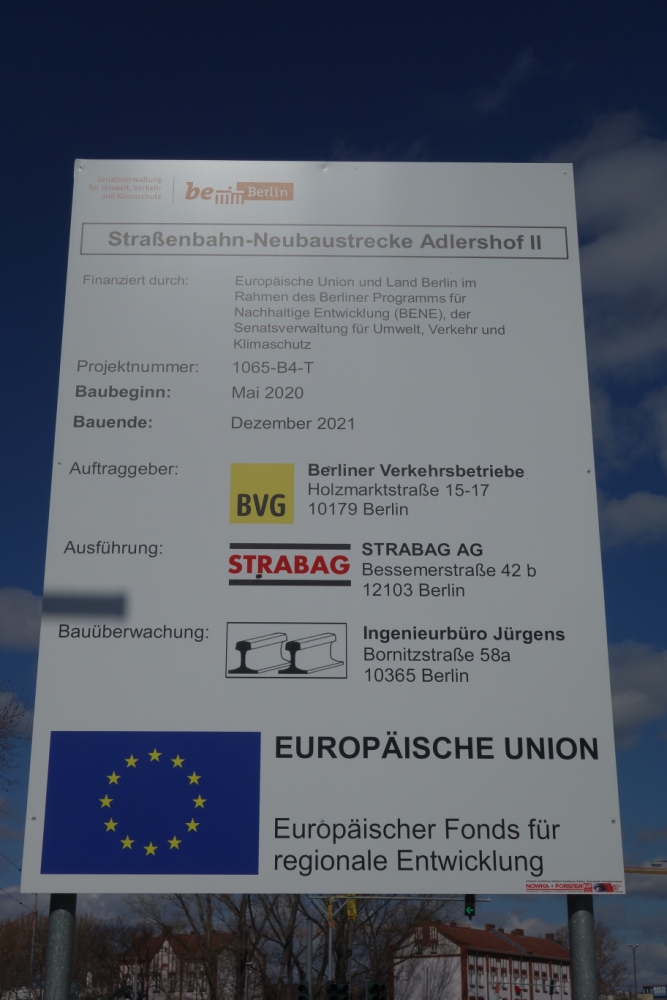 Senatsverwaltung
für Umwelt, Verkehr
und Klimaschutz
be Berlin
Straßenbahn-Neubaustrecke Adlershof II
Finanziert durch: Europäische Union und Land Berlin im
Rahmen des Berliner Programms für
Nachhaltige Entwicklung (BENE), der
Senatsverwaltung für Umwelt, Verkehr und
Klimaschutz
Projektnummer: 1065-B4-T
Baubeginn: Mai 2020
Bauende: Dezember 2021
Auftraggeber: BVG Berliner Verkehrsbetriebe
Holzmarktstraße 15-17
10179 Berlin
Ausführung: STRABAG STRABAG AG
Bessemerstraße 42 b
12103 Berlin
Bauüberwachung: Ingenieurbüro Jürgens
Bornitzstraße 58a
10365 Berlin
EUROPÄISCHE UNION
Europäischer Fonds für
regionale Entwicklung